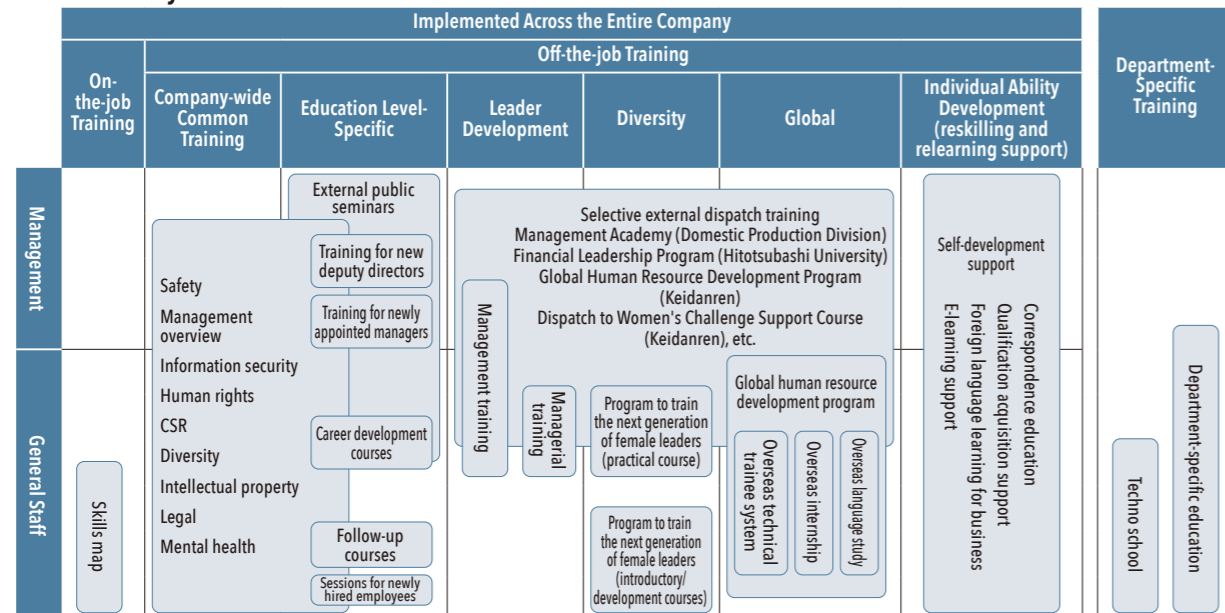 Implemented Across the Entire Company
Off-the-job Training
On-
the-job
Training
Company-wide
Common
Training
Education Level-
Specific
Leader
Development
Diversity
Global
Individual Ability
Development
(reskilling and
relearning support)
Department-
Specific
Training
Management
General Staff
Skills map
Safety
Management
overview
Information security
Human rights
CSR
Diversity
Intellectual property
Legal
Mental health
External public
seminars
Training for new
deputy directors
Training for newly
appointed managers
Career development
courses
Follow-up
courses
Sessions for newly
hired employees
Selective external dispatch training
Management Academy (Domestic Production Division)
Financial Leadership Program (Hitotsubashi University)
Global Human Resource Development Program
(Keidanren)
Dispatch to Women's Challenge Support Course
(Keidanren), etc.
Management training
Managerial
training
Program to train
the next generation
of female leaders
(practical course)
Program to train
the next generation
of female leaders
(introductory/
development courses)
Global human resource
development program
Overseas technical
trainee system
Overseas internship
Overseas language study
Self-development
support
Correspondence education
Qualification acquisition support
Foreign language learning for business
E-learning support
Techno school
Department-specific education